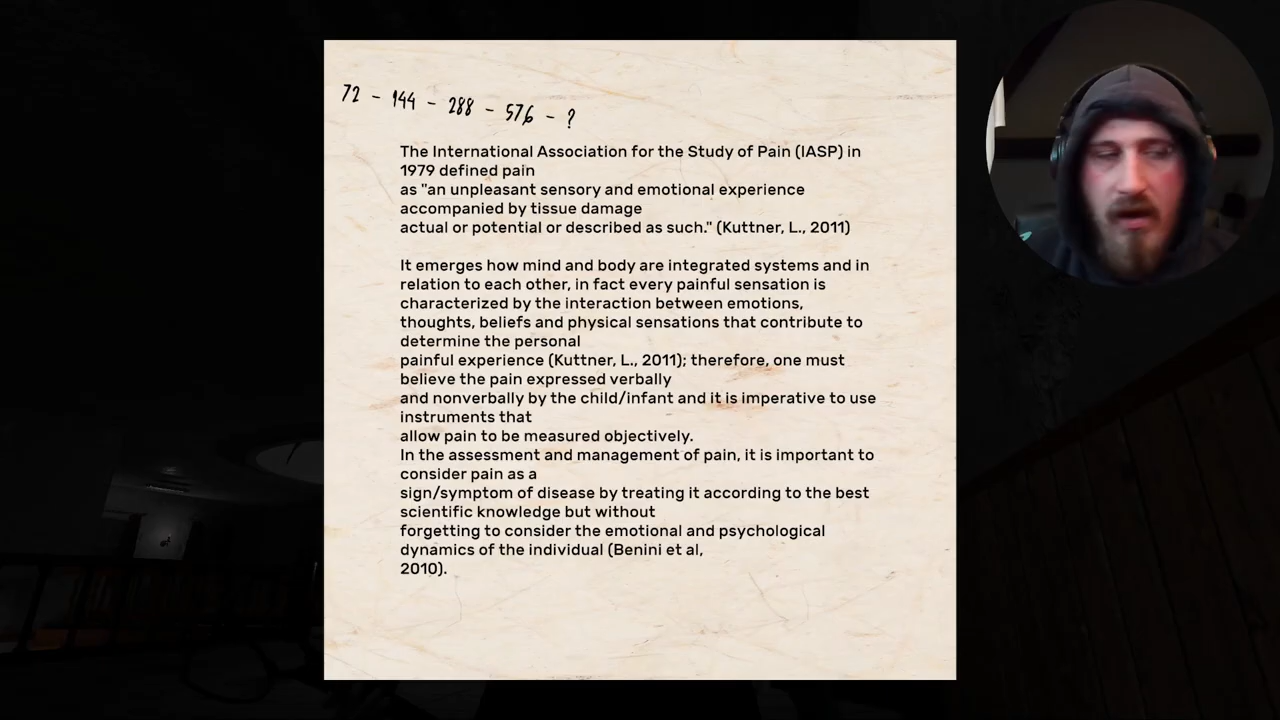 72 - 144 - 288 - 576 - ?
The International Association for the Study of Pain (IASP) in
1979 defined pain
as "an unpleasant sensory and emotional experience
accompanied by tissue damage
actual or potential or described as such." (Kuttner, L., 2011)
It emerges how mind and body are integrated systems and in
relation to each other, in fact every painful sensation is
characterized by the interaction between emotions,
thoughts, beliefs and physical sensations that contribute to
determine the personal
painful experience (Kuttner, L., 2011); therefore, one must
believe the pain expressed verbally
and nonverbally by the child/infant and it is imperative to use
instruments that
allow pain to be measured objectively.
In the assessment and management of pain, it is important to
consider pain as a
sign/symptom of disease by treating it according to the best
scientific knowledge but without
forgetting to consider the emotional and psychological
dynamics of the individual (Benini et al,
2010).